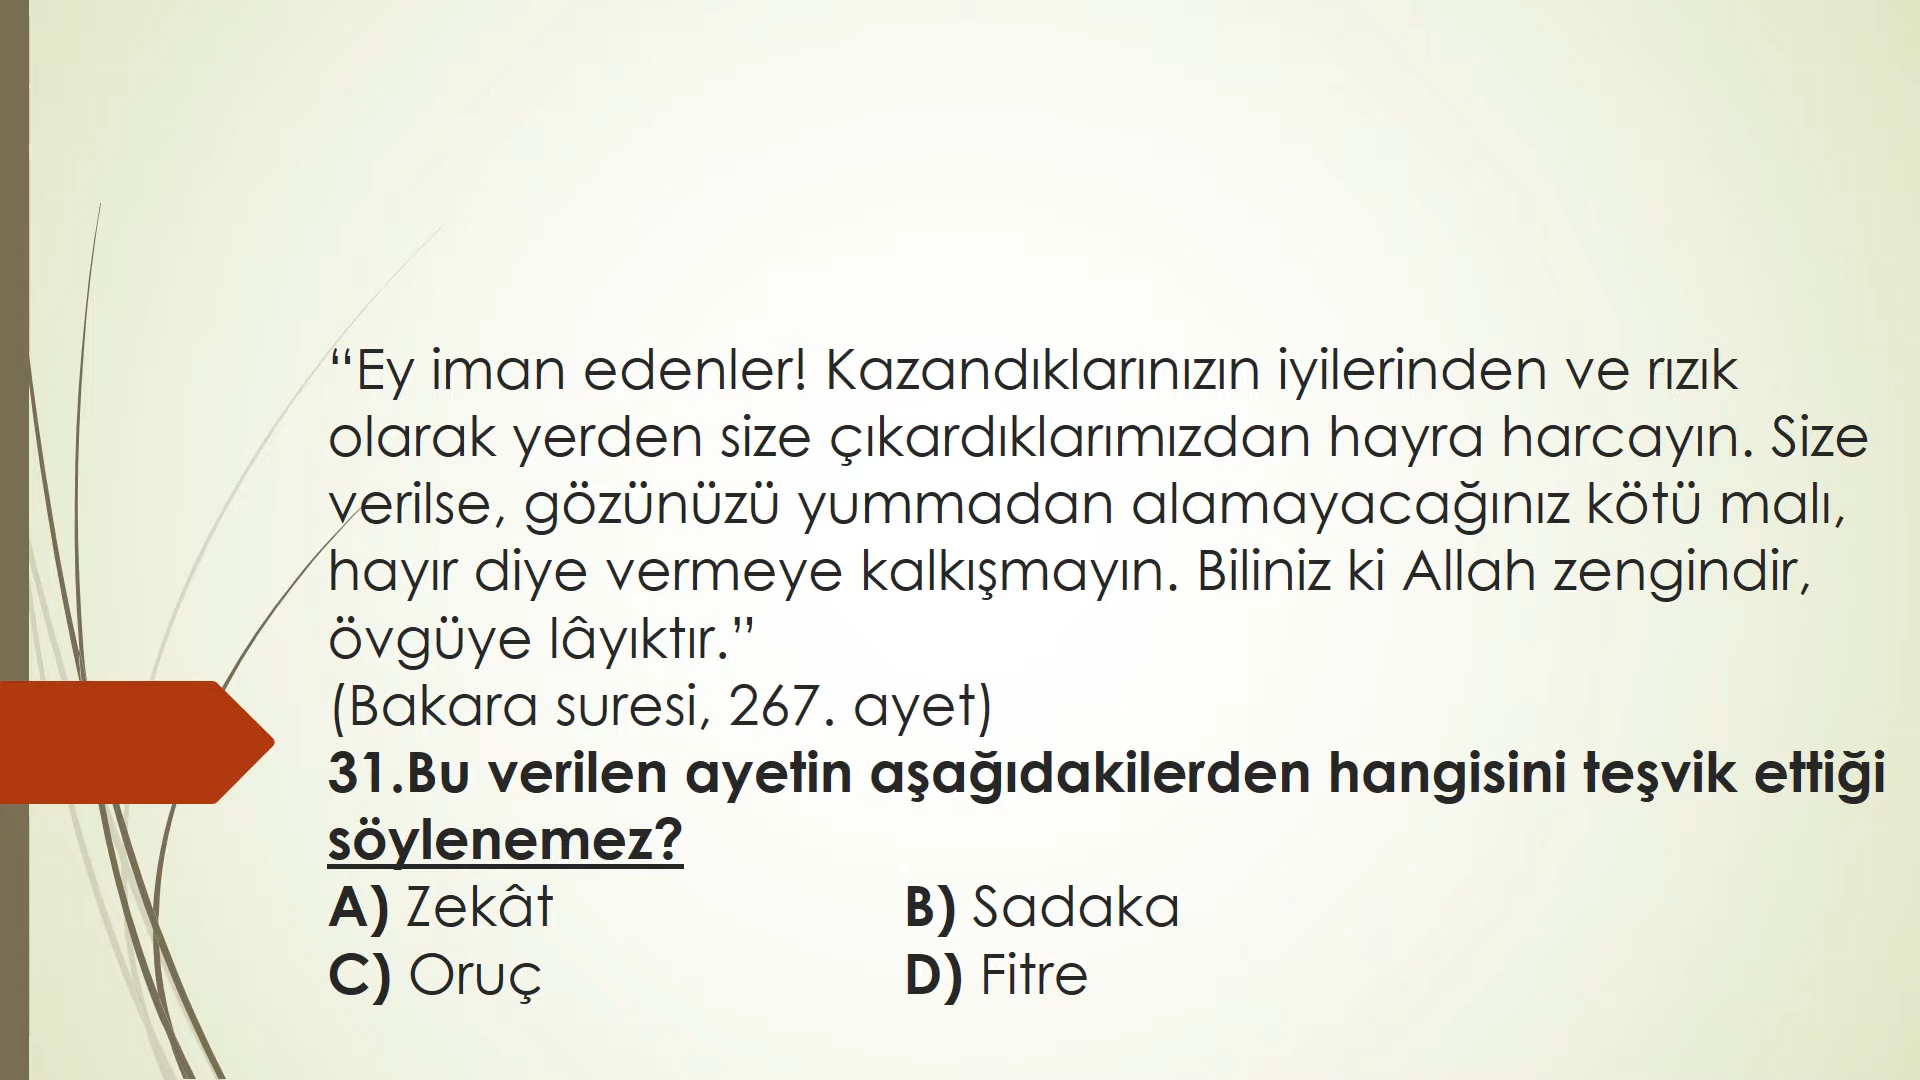 “Ey iman edenler! Kazandıklarınızın iyilerinden ve rızık
olarak yerden size çıkardıklarımızdan hayra harcayın. Size
verilse, gözünüzü yummadan alamayacağınız kötü malı,
hayır diye vermeye kalkışmayın. Biliniz ki Allah zengindir,
övgüye lâyıktır.”
(Bakara suresi, 267. ayet)
31.Bu verilen ayetin aşağıdakilerden hangisini teşvik ettiği
söylenemez?
A) Zekât B) Sadaka
C) Oruç D) Fitre